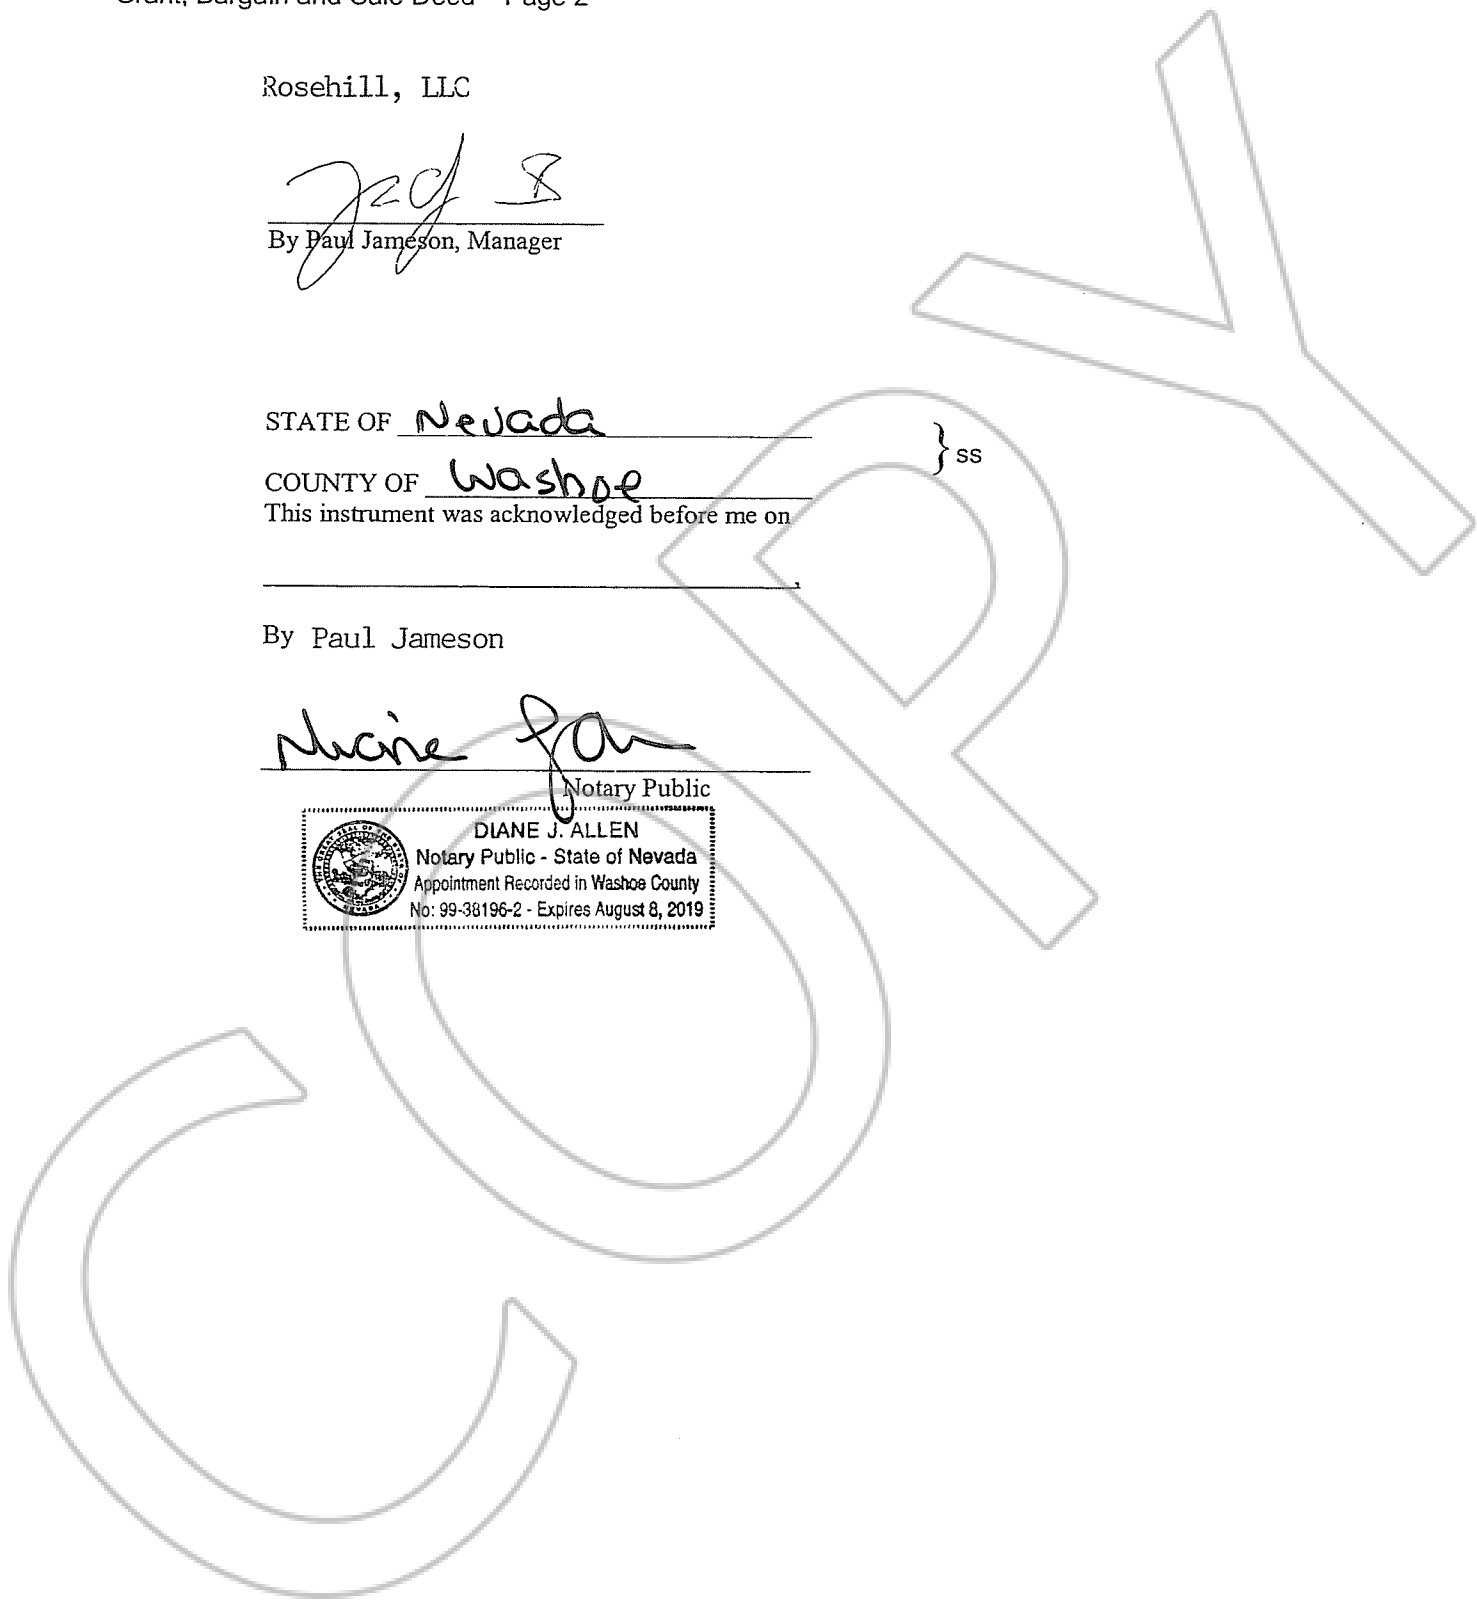 Grant, Bargain and Sale Deed - Page 2
Rosehill, LLC
By Paul Jameson, Manager
STATE OF Nevada
} ss
COUNTY OF Washoe
This instrument was acknowledged before me on
,
By Paul Jameson
Notary Public
DIANE J. ALLEN
Notary Public - State of Nevada
Appointment Recorded in Washoe County
No: 99-38196-2 - Expires August 8, 2019
COPY